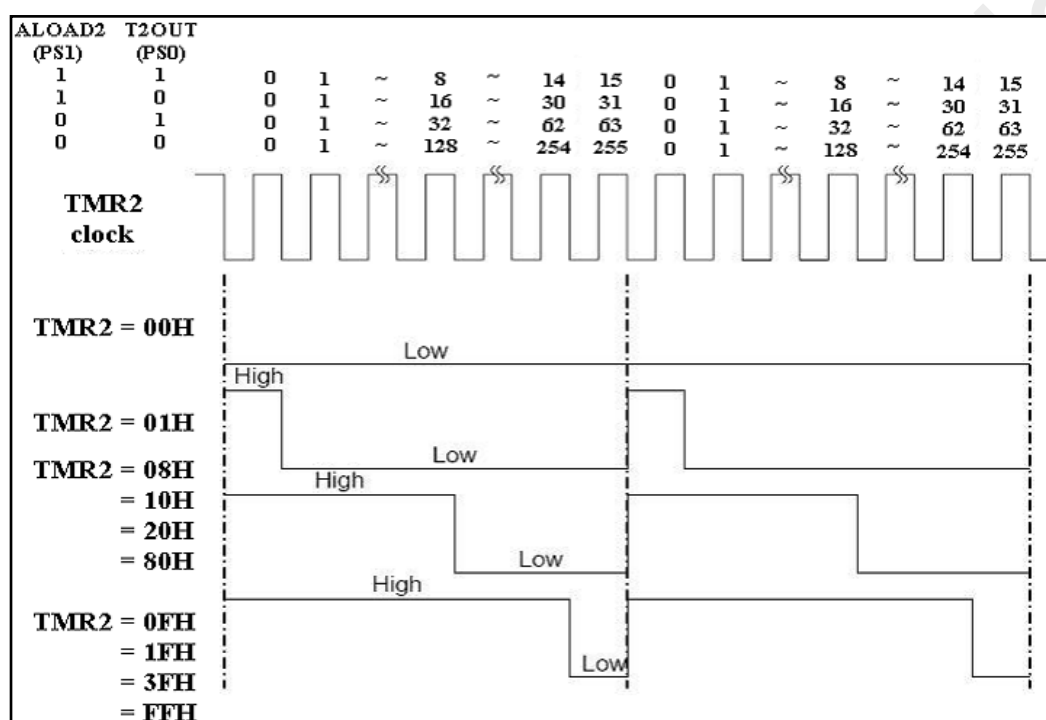 ALOAD2 T2OUT
(PS1) (PS0)
1 1 0 1 ~ 8 ~ 14 15 0 1 ~ 8 ~ 14 15
1 0 0 1 ~ 16 ~ 30 31 0 1 ~ 16 ~ 30 31
0 1 0 1 ~ 32 ~ 62 63 0 1 ~ 32 ~ 62 63
0 0 0 1 ~ 128 ~ 254 255 0 1 ~ 128 ~ 254 255
TMR2
clock
TMR2 = 00H
Low
High
TMR2 = 01H
Low
TMR2 = 08H
High
= 10H
= 20H
= 80H
Low
High
TMR2 = 0FH
= 1FH
Low
= 3FH
= FFH